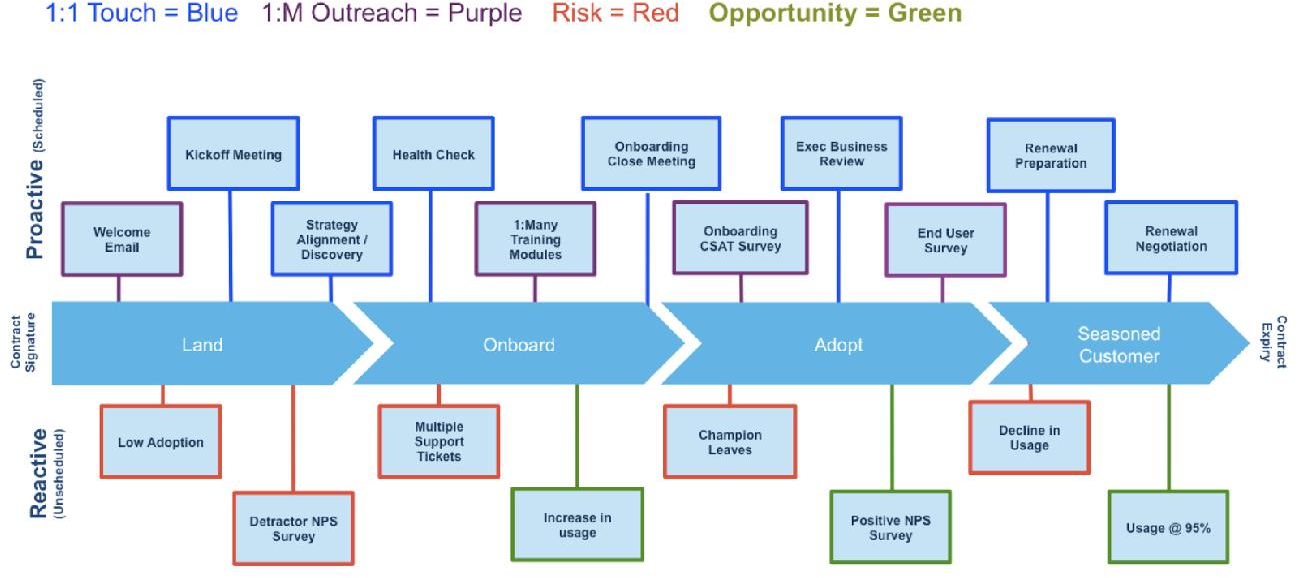 1:1 Touch = Blue 1:M Outreach = Purple Risk = Red Opportunity = Green
Proactive (Scheduled)
Kickoff Meeting
Health Check
Onboarding
Close Meeting
Exec Business
Review
Renewal
Preparation
Welcome
Email
Strategy
Alignment /
Discovery
1:Many
Training
Modules
Onboarding
CSAT Survey
End User
Survey
Renewal
Negotiation
Contract
Signature
Land
Onboard
Adopt
Seasoned
Customer
Contract
Expiry
Reactive
(Unscheduled)
Low Adoption
Multiple
Support
Tickets
Champion
Leaves
Decline in
Usage
Detractor NPS
Survey
Increase in
usage
Positive NPS
Survey
Usage @ 95%